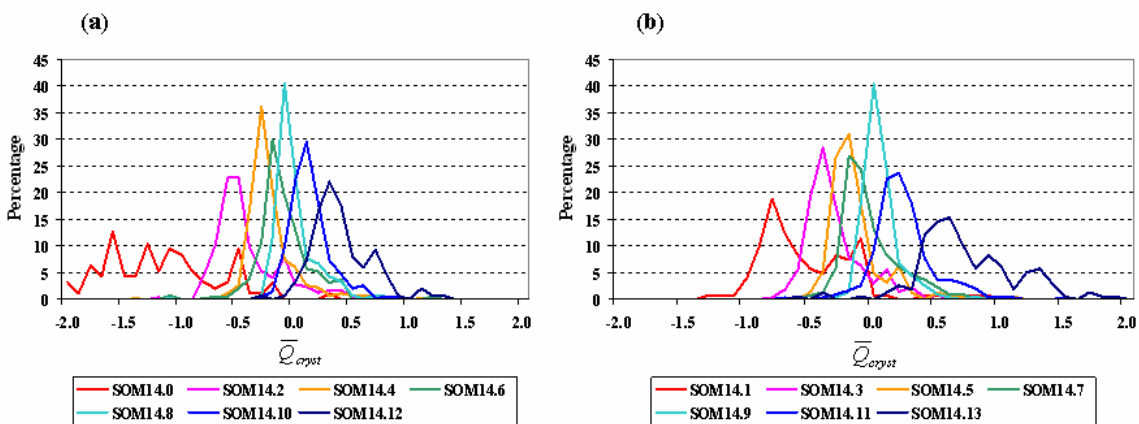 (a)
(b)
45
40
35
30
25
20
15
10
5
0
Percentage
-2.0 -1.5 -1.0 -0.5 0.0 0.5 1.0 1.5 2.0
Q̅cryst
SOM14.0 SOM14.2 SOM14.4 SOM14.6
SOM14.8 SOM14.10 SOM14.12
45
40
35
30
25
20
15
10
5
0
Percentage
-2.0 -1.5 -1.0 -0.5 0.0 0.5 1.0 1.5 2.0
Q̅cryst
SOM14.1 SOM14.3 SOM14.5 SOM14.7
SOM14.9 SOM14.11 SOM14.13